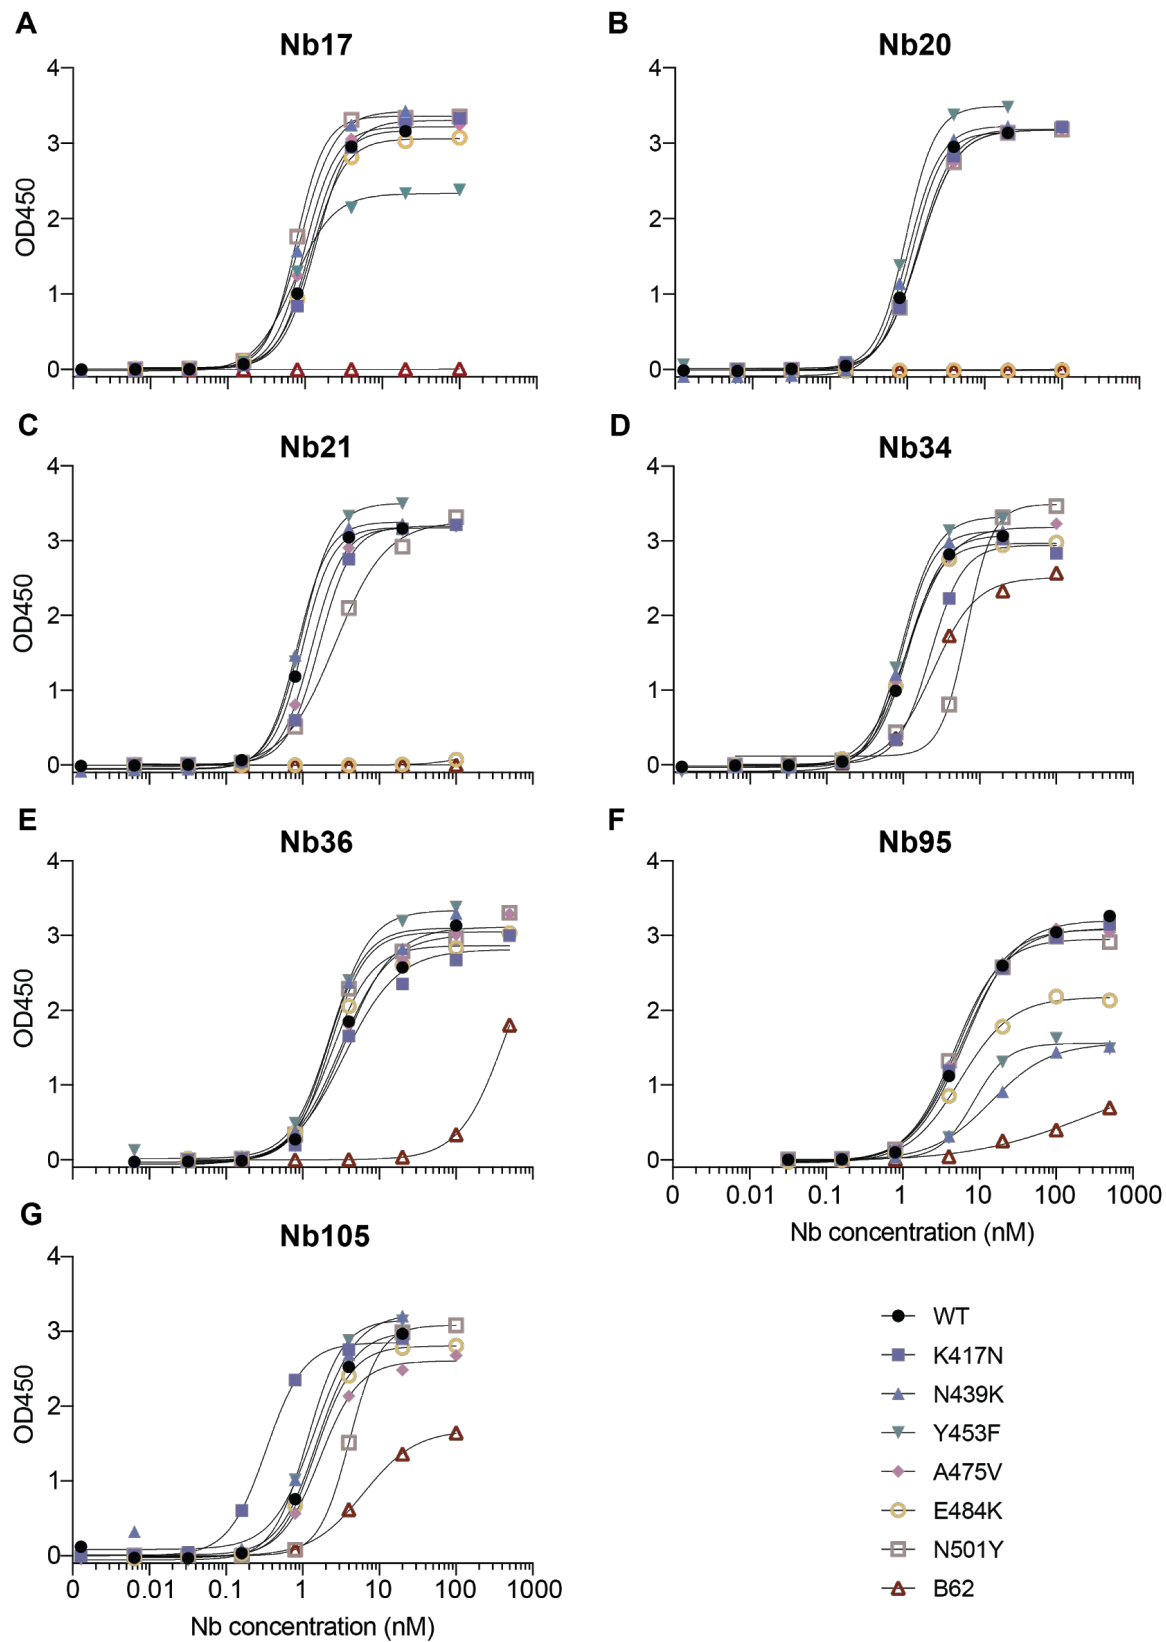 A
Nb17
B
Nb20
4
3
2
1
0
OD450
4
3
2
1
0
C
Nb21
D
Nb34
4
3
2
1
0
OD450
4
3
2
1
0
E
Nb36
F
Nb95
4
3
2
1
0
OD450
4
3
2
1
0
0 0.01 0.1 1 10 100 1000
Nb concentration (nM)
G
Nb105
4
3
2
1
0
OD450
0 0.01 0.1 1 10 100 1000
Nb concentration (nM)
WT
K417N
N439K
Y453F
A475V
E484K
N501Y
B62